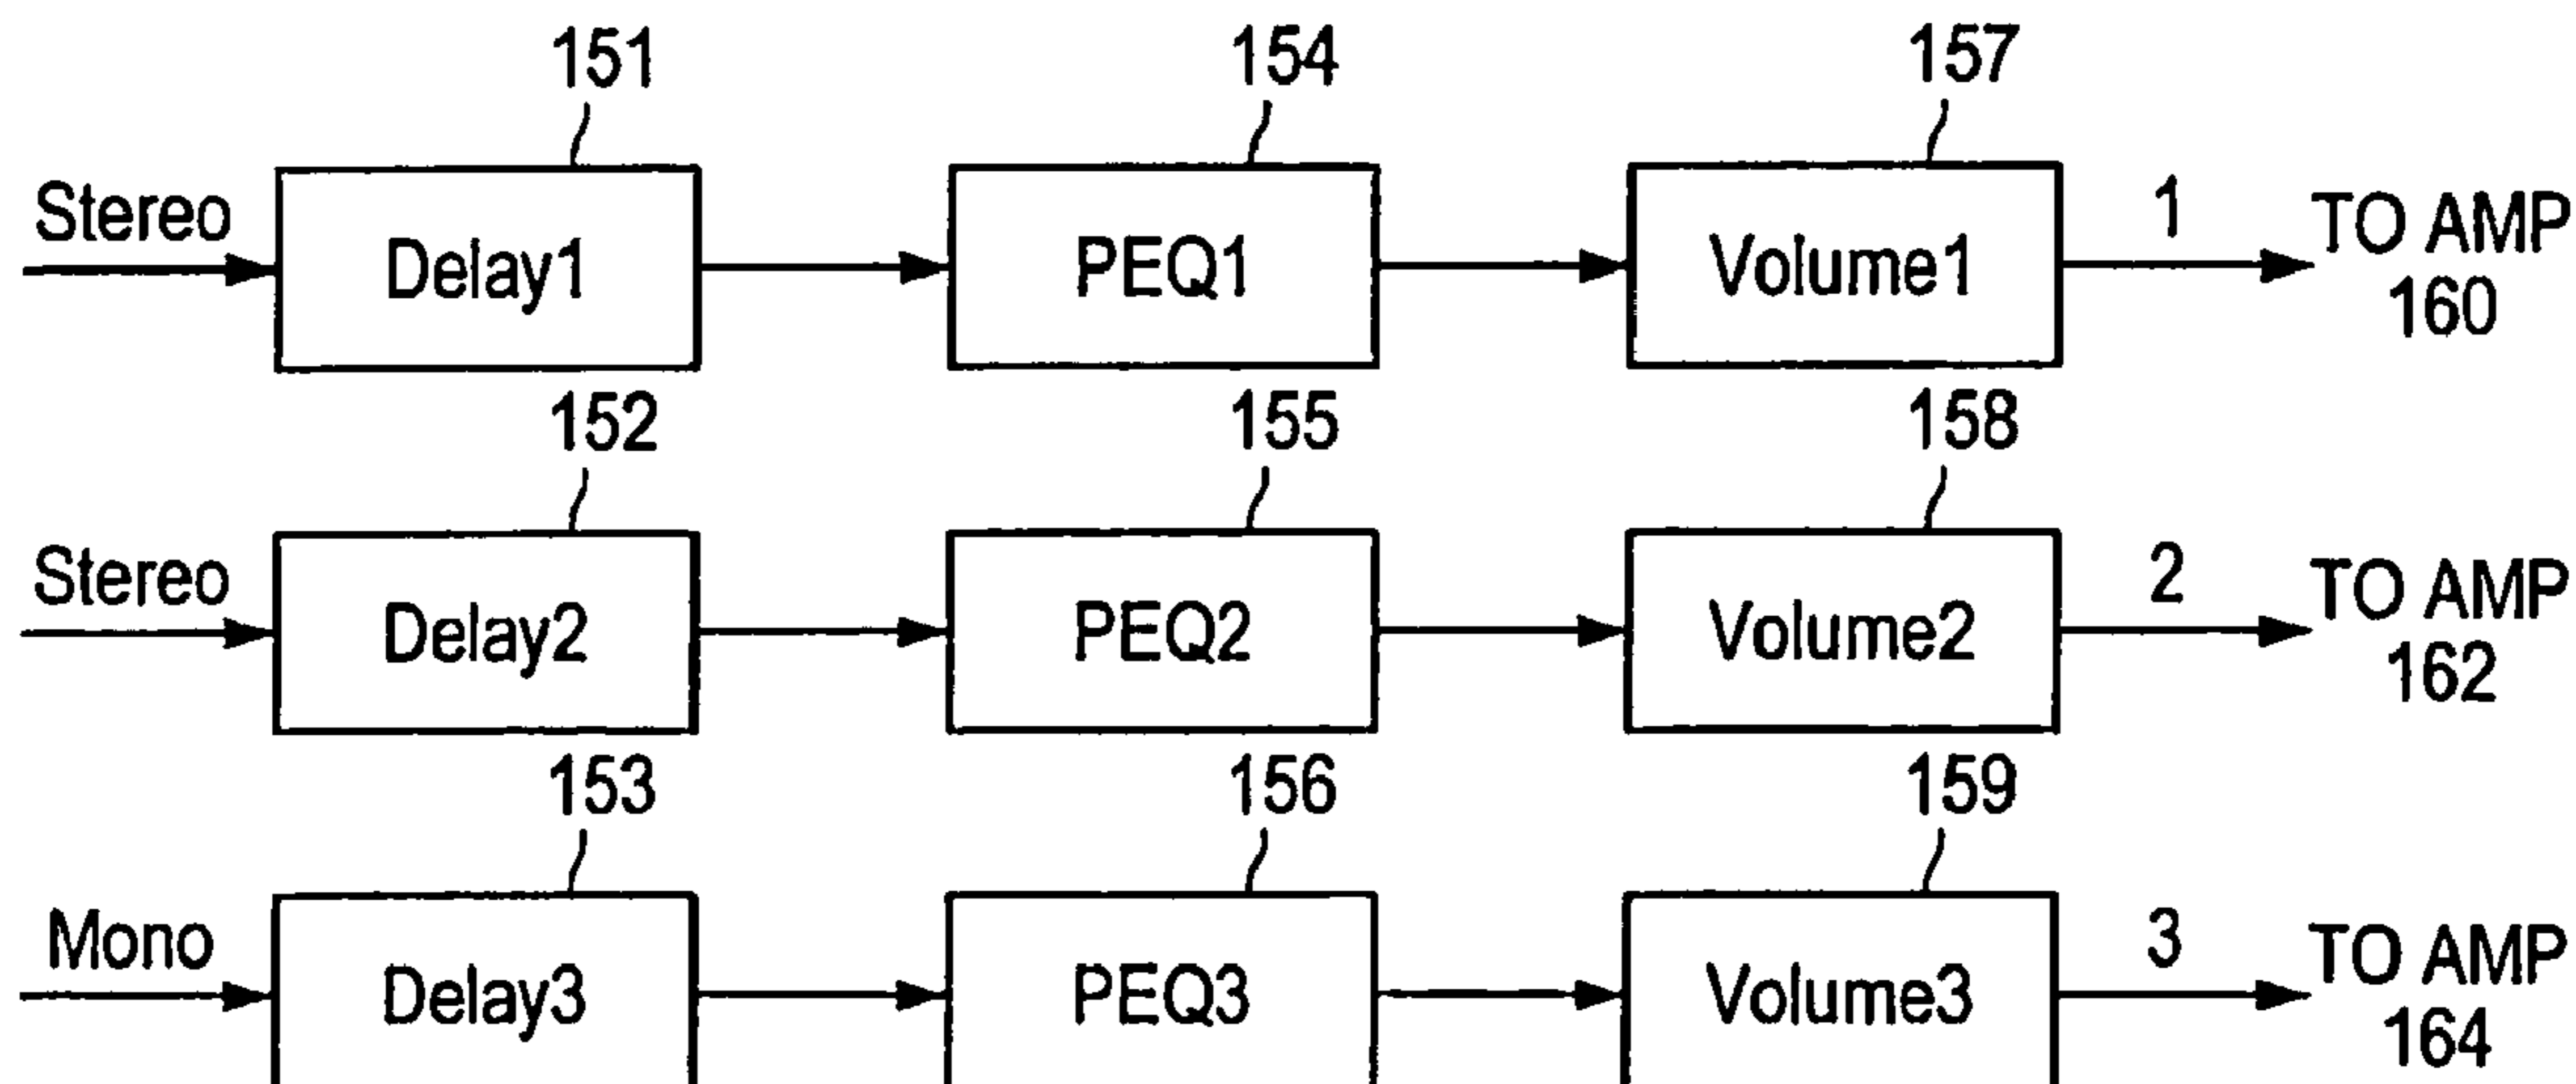 151 154 157
Stereo Delay1 PEQ1 Volume1 1 TO AMP
160
152 155 158
Stereo Delay2 PEQ2 Volume2 2 TO AMP
162
153 156 159
Mono Delay3 PEQ3 Volume3 3 TO AMP
164